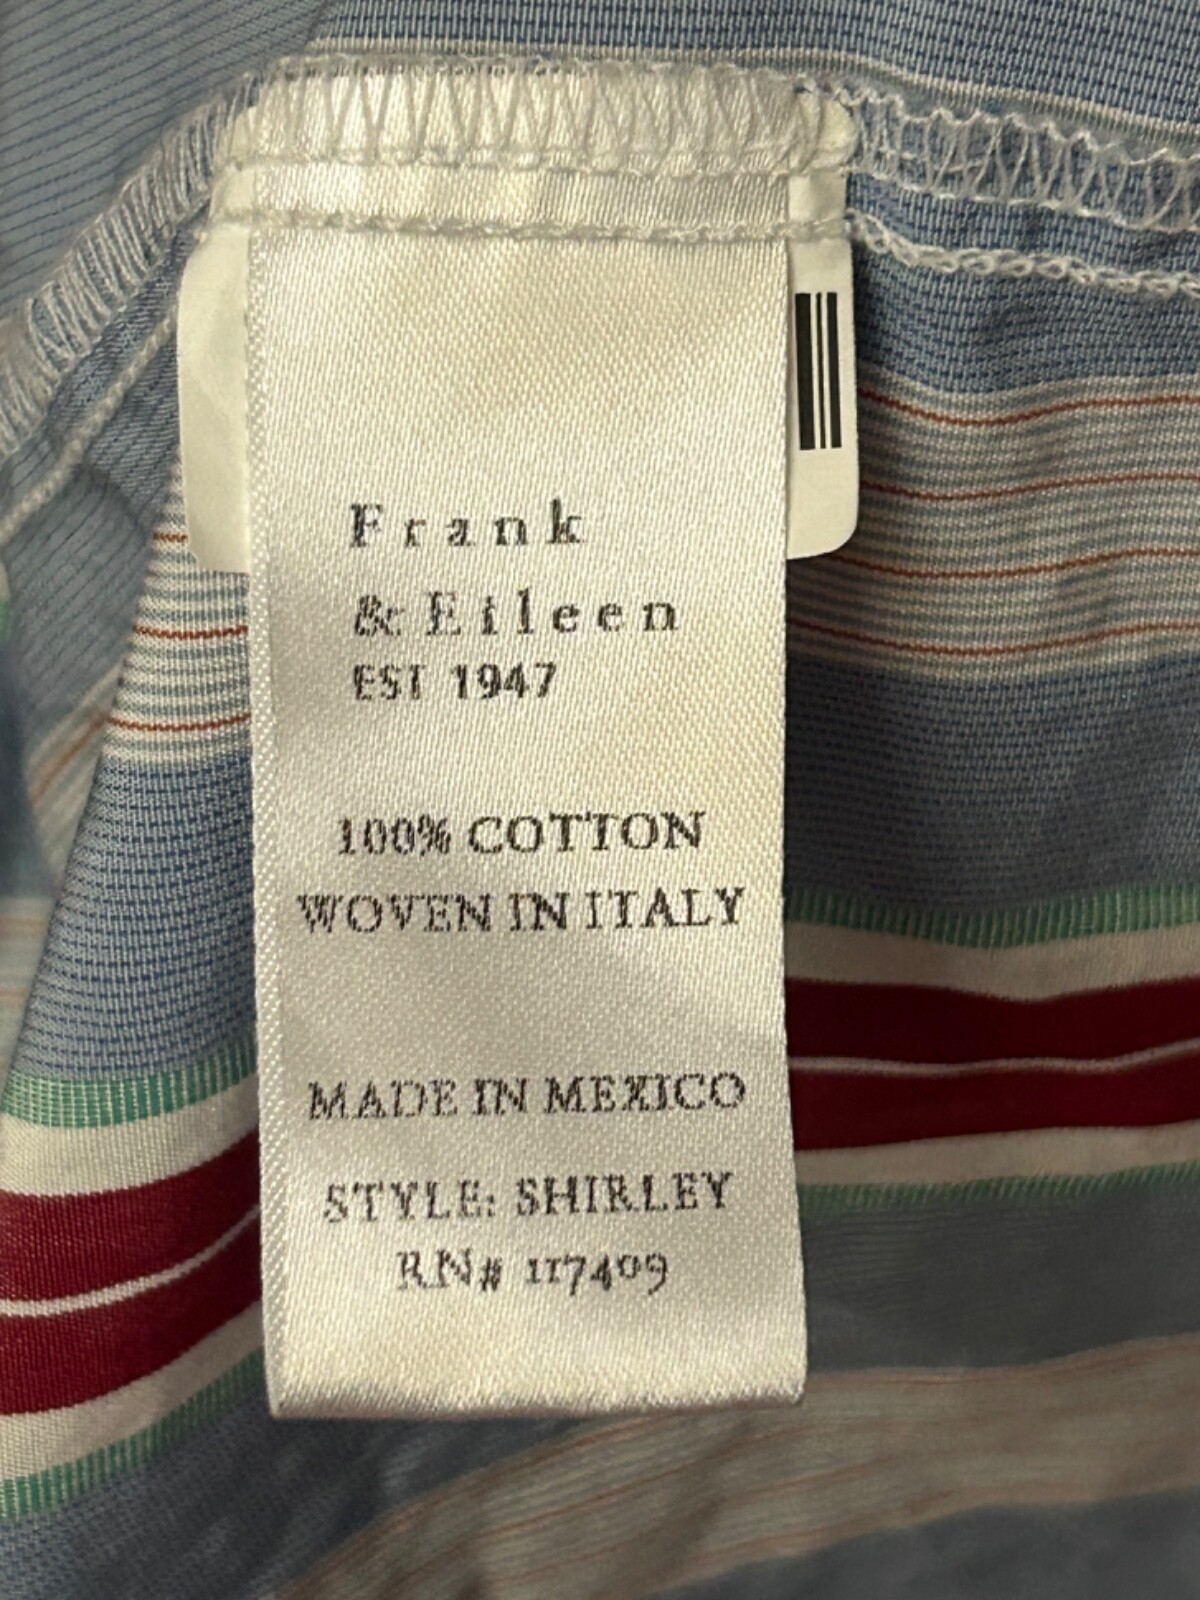 Frank
& Eileen
EST 1947
100% COTTON
WOVEN IN ITALY
MADE IN MEXICO
STYLE: SHIRLEY
RN# 117409